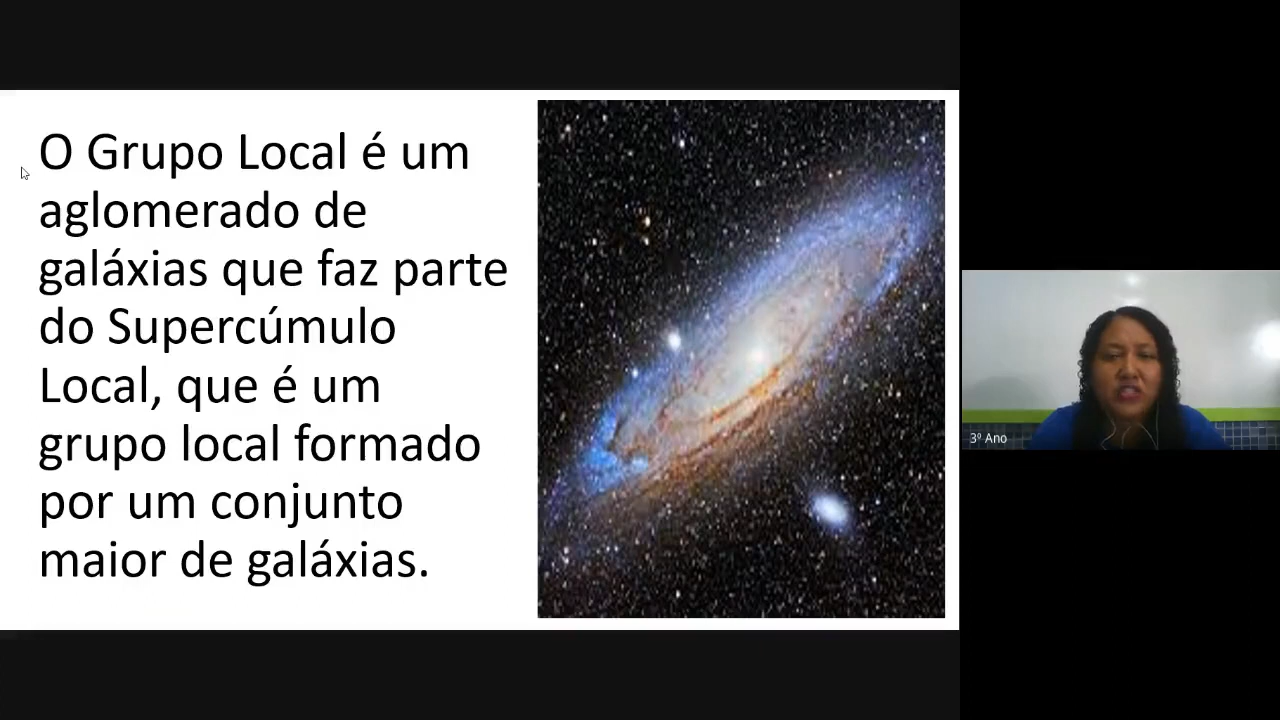 O Grupo Local é um
aglomerado de
galáxias que faz parte
do Supercúmulo
Local, que é um
grupo local formado
por um conjunto
maior de galáxias.
3º Ano